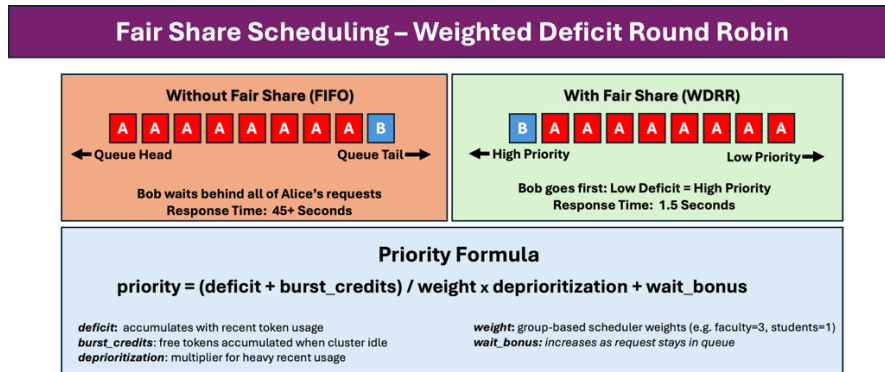 Fair Share Scheduling – Weighted Deficit Round Robin
Without Fair Share (FIFO)
A A A A A A A A B
Queue Head Queue Tail
Bob waits behind all of Alice's requests
Response Time: 45+ Seconds
With Fair Share (WDRR)
B A A A A A A A A
High Priority Low Priority
Bob goes first: Low Deficit = High Priority
Response Time: 1.5 Seconds
Priority Formula
priority = (deficit + burst_credits) / weight x deprioritization + wait_bonus
deficit: accumulates with recent token usage
burst_credits: free tokens accumulated when cluster idle
deprioritization: multiplier for heavy recent usage
weight: group-based scheduler weights (e.g. faculty=3, students=1)
wait_bonus: increases as request stays in queue